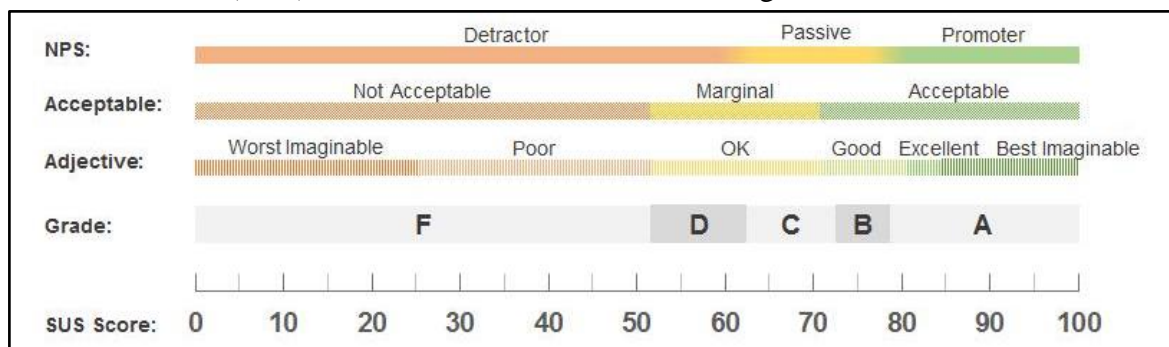 NPS: Detractor Passive Promoter
Acceptable: Not Acceptable Marginal Acceptable
Adjective: Worst Imaginable Poor OK Good Excellent Best Imaginable
Grade: F D C B A
SUS Score: 0 10 20 30 40 50 60 70 80 90 100